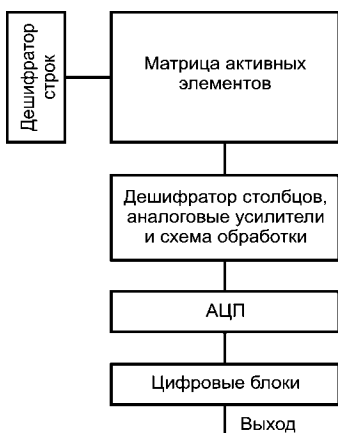 Дешифратор
строк
Матрица активных
элементов
Дешифратор столбцов,
аналоговые усилители
и схема обработки
АЦП
Цифровые блоки
Выход